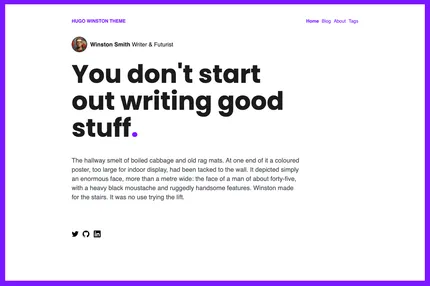 HUGO WINSTON THEME
Home Blog About Tags
Winston Smith Writer & Futurist
You don't start
out writing good
stuff.
The hallway smelt of boiled cabbage and old rag mats. At one end of it a coloured
poster, too large for indoor display, had been tacked to the wall. It depicted simply
an enormous face, more than a metre wide: the face of a man of about forty-five,
with a heavy black moustache and ruggedly handsome features. Winston made
for the stairs. It was no use trying the lift.